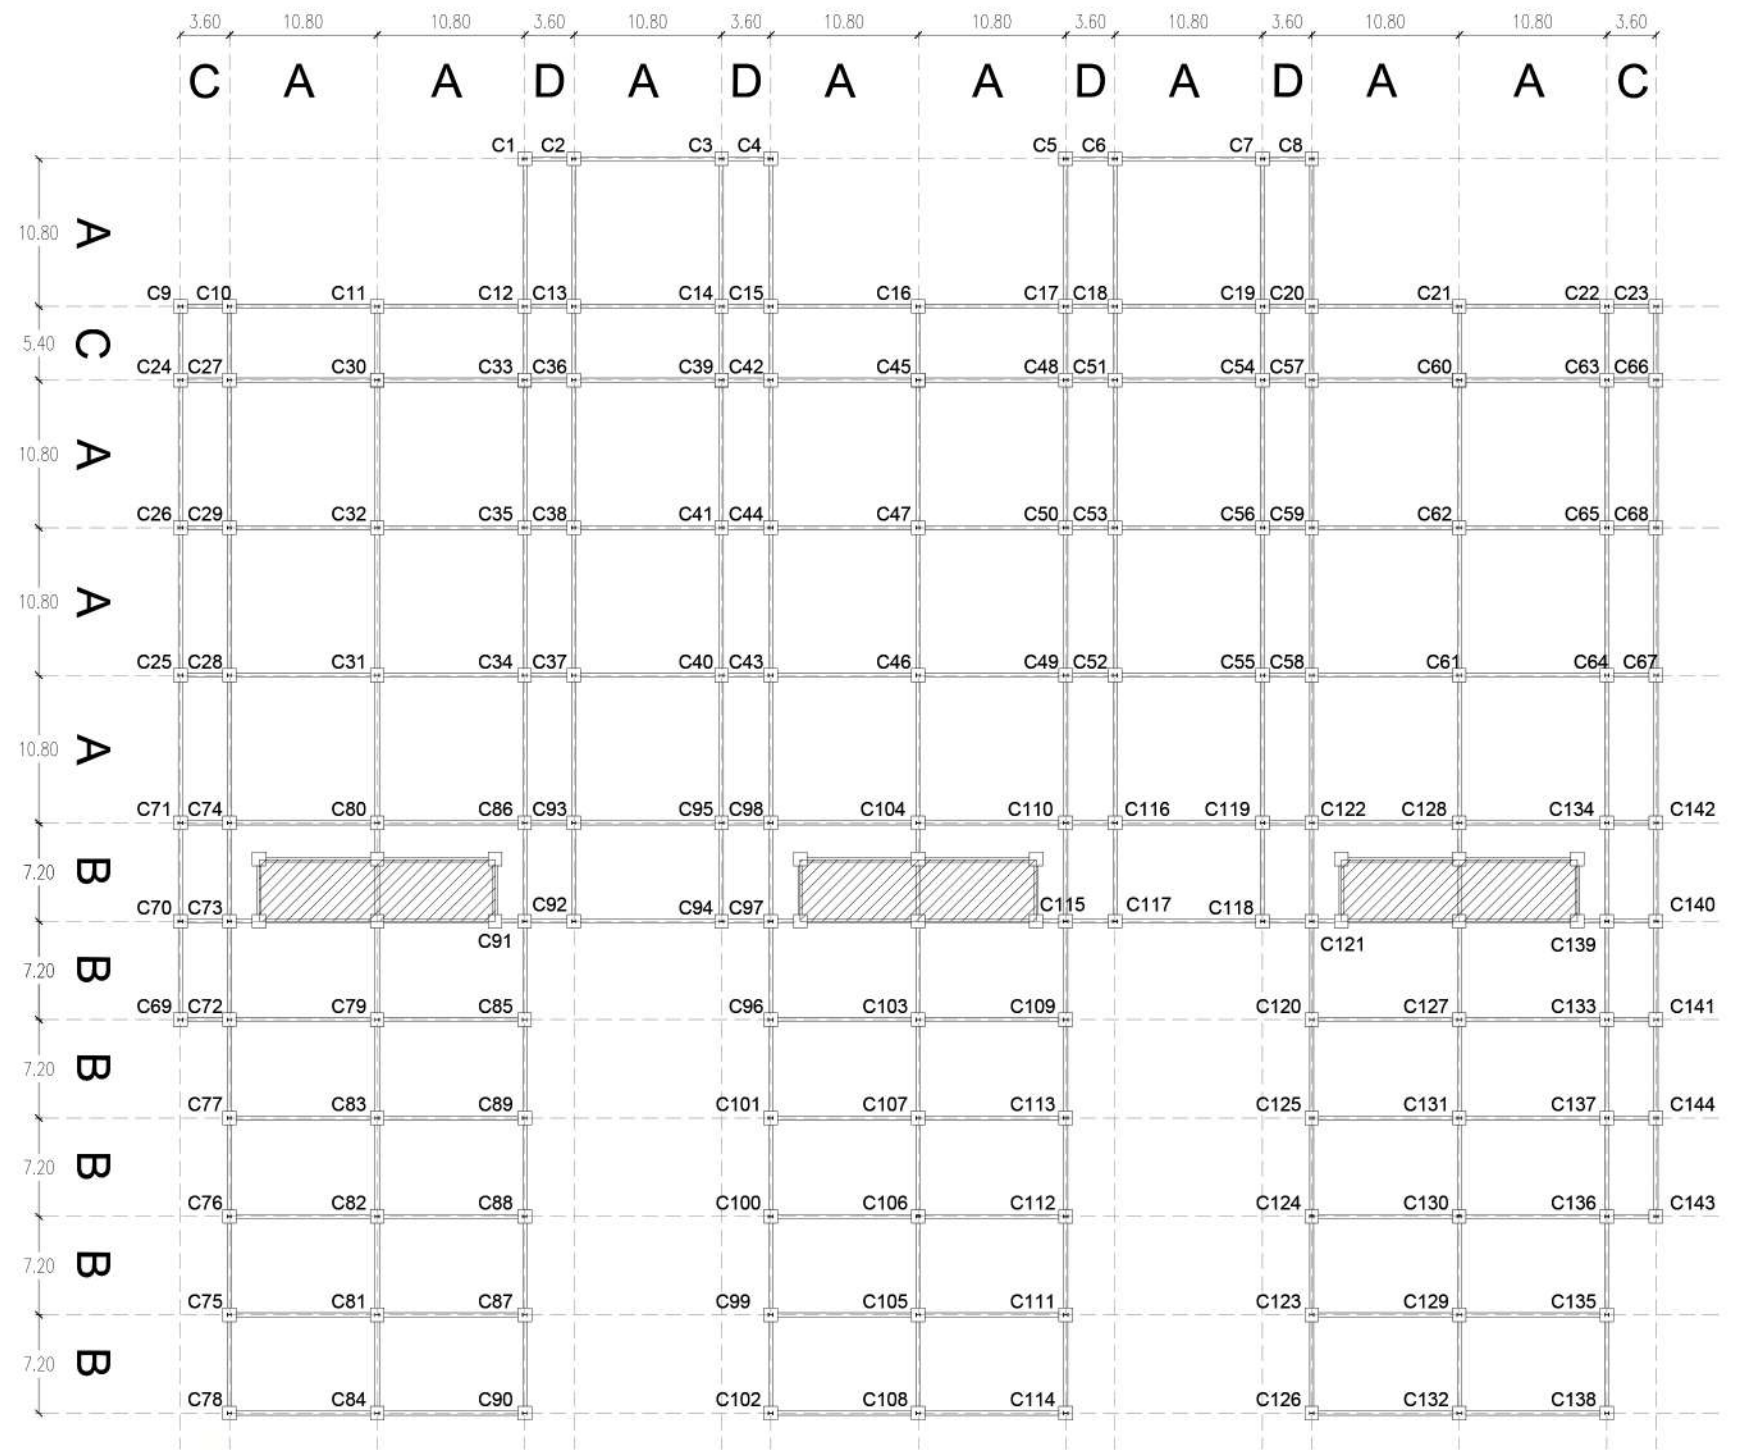 3.60 10.80 10.80 3.60 10.80 3.60 10.80 10.80 3.60 10.80 3.60 10.80 10.80 3.60
C A A D A D A A D A D A A C
C1 C2 C3 C4 C5 C6 C7 C8
10.80 A
C9 C10 C11 C12 C13 C14 C15 C16 C17 C18 C19 C20 C21 C22 C23
5.40 C
C24 C27 C30 C33 C36 C39 C42 C45 C48 C51 C54 C57 C60 C63 C66
10.80 A
C26 C29 C32 C35 C38 C41 C44 C47 C50 C53 C56 C59 C62 C65 C68
10.80 A
C25 C28 C31 C34 C37 C40 C43 C46 C49 C52 C55 C58 C61 C64 C67
10.80 A
C71 C74 C80 C86 C93 C95 C98 C104 C110 C116 C119 C122 C128 C134 C142
7.20 B
C70 C73 C92 C94 C97 C115 C117 C118 C140
C91 C121 C139
7.20 B
C69 C72 C79 C85 C96 C103 C109 C120 C127 C133 C141
7.20 B
C77 C83 C89 C101 C107 C113 C125 C131 C137 C144
7.20 B
C76 C82 C88 C100 C106 C112 C124 C130 C136 C143
7.20 B
C75 C81 C87 C99 C105 C111 C123 C129 C135
7.20 B
C78 C84 C90 C102 C108 C114 C126 C132 C138